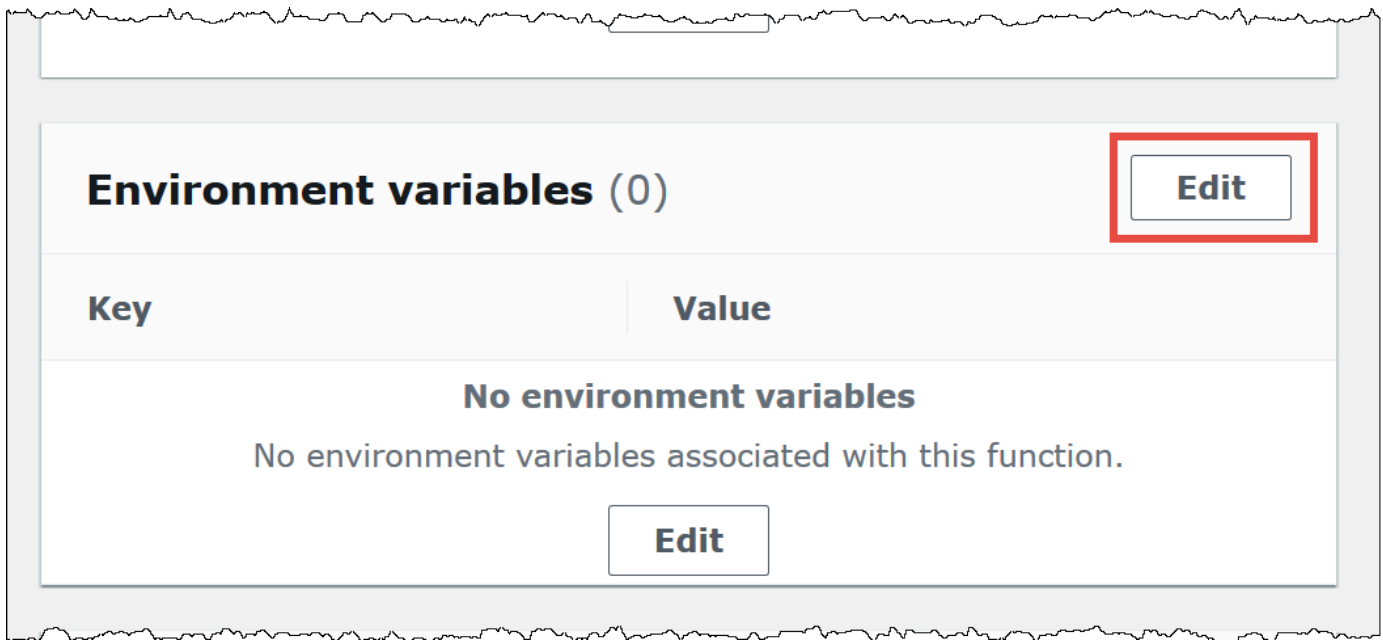 Environment variables (0)
Edit
Key
Value
No environment variables
No environment variables associated with this function.
Edit